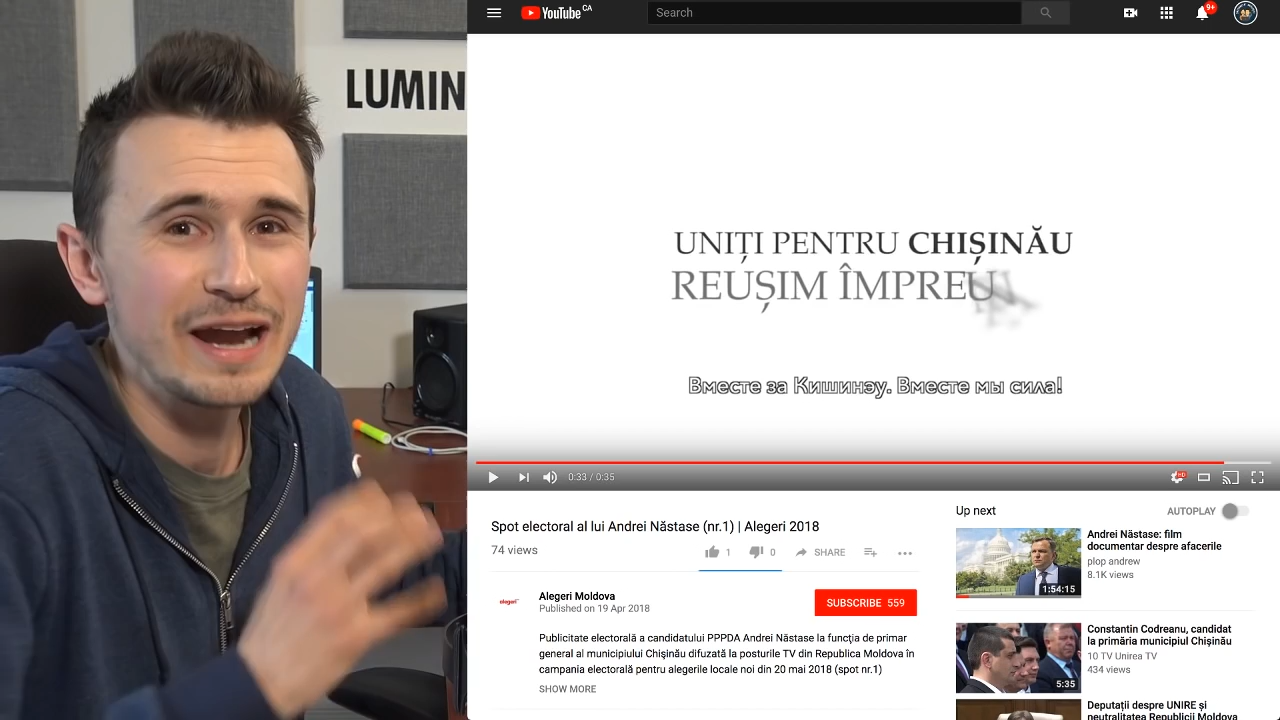 LUMIN
YouTube CA
Search
9+
UNIȚI PENTRU CHIȘINĂU
REUȘIM ÎMPREU
Вместе за Кишинэу. Вместе мы сила!
0:33 / 0:35
HD
Spot electoral al lui Andrei Năstase (nr.1) | Alegeri 2018
74 views
1
0
SHARE
alegeri
Alegeri Moldova
Published on 19 Apr 2018
SUBSCRIBE 559
Publicitate electorală a candidatului PPPDA Andrei Năstase la funcția de primar
general al municipiului Chișinău difuzată la posturile TV din Republica Moldova în
campania electorală pentru alegerile locale noi din 20 mai 2018 (spot nr.1)
SHOW MORE
Up next
AUTOPLAY
1:54:15
Andrei Năstase: film
documentar despre afacerile
plop andrew
8.1K views
5:35
Constantin Codreanu, candidat
la primăria municipiul Chișinău
10 TV Unirea TV
434 views
Deputații despre UNIRE și
neutralitatea Republicii Moldova